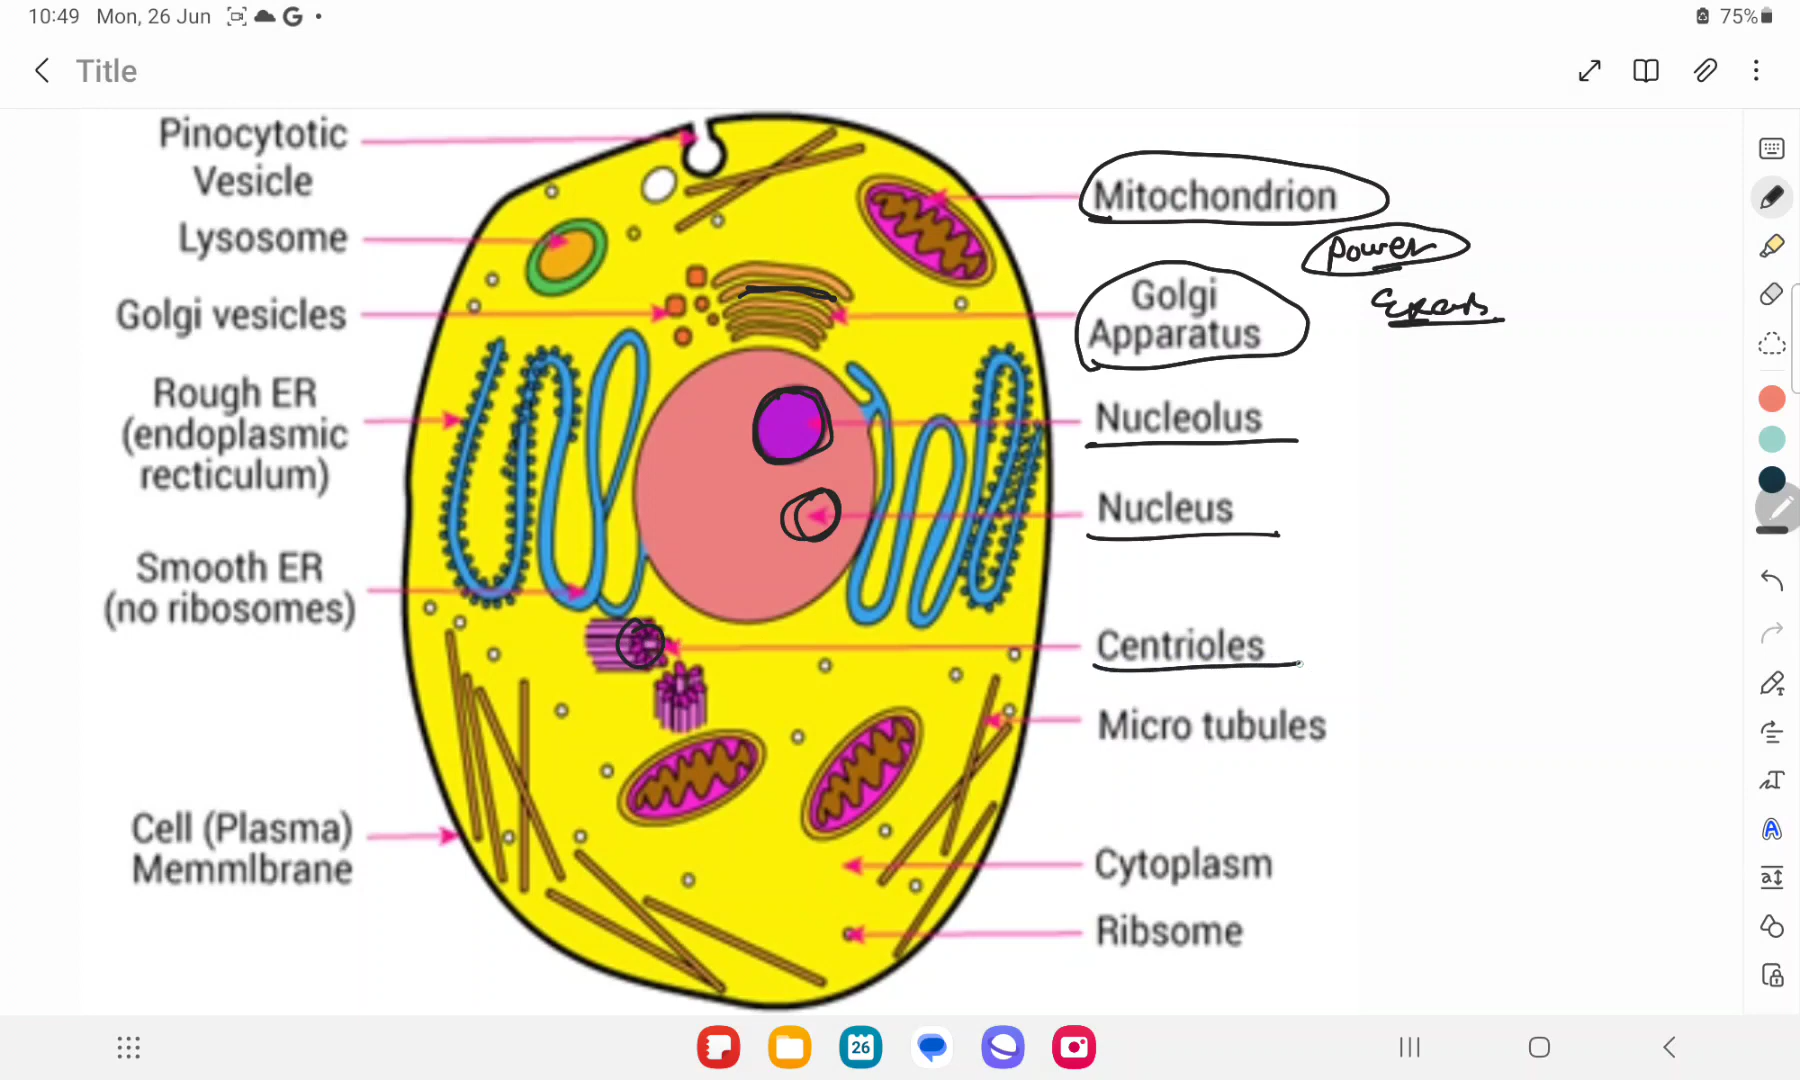 10:49 Mon, 26 Jun G
75%
Title
Pinocytotic
Vesicle
Lysosome
Golgi vesicles
Rough ER
(endoplasmic
recticulum)
Smooth ER
(no ribosomes)
Cell (Plasma)
Memmlbrane
Mitochondrion
Power
Golgi
Apparatus
Nucleolus
Nucleus
Centrioles
Micro tubules
Cytoplasm
Ribsome
26